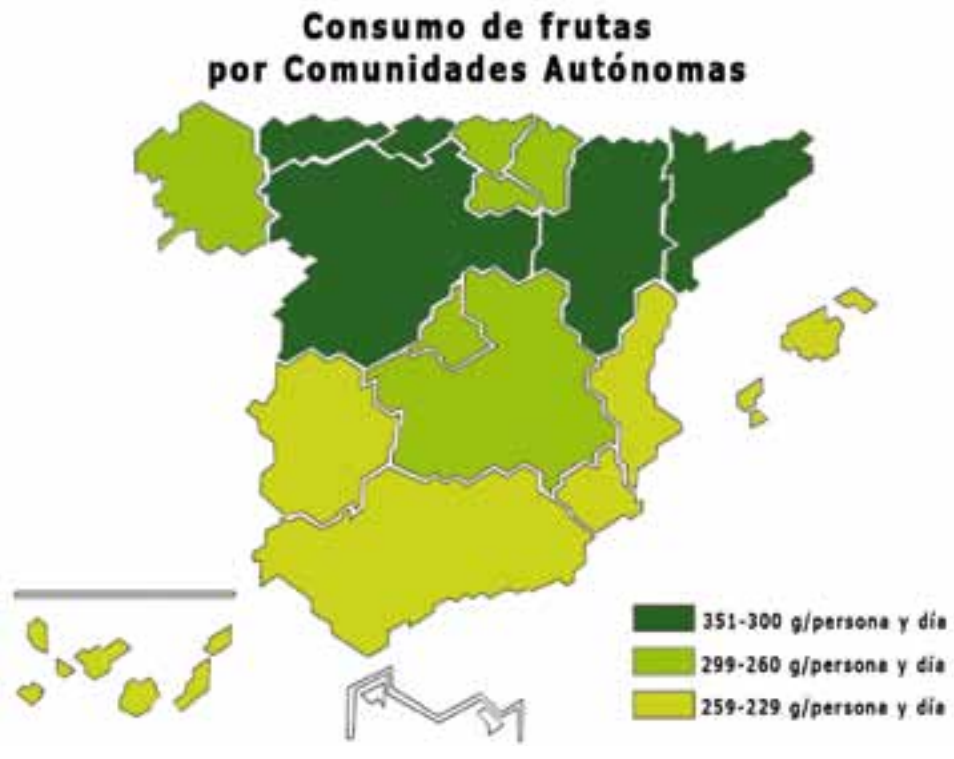 Consumo de frutas
por Comunidades Autónomas
351-300 g/persona y día
299-260 g/persona y día
259-229 g/persona y día